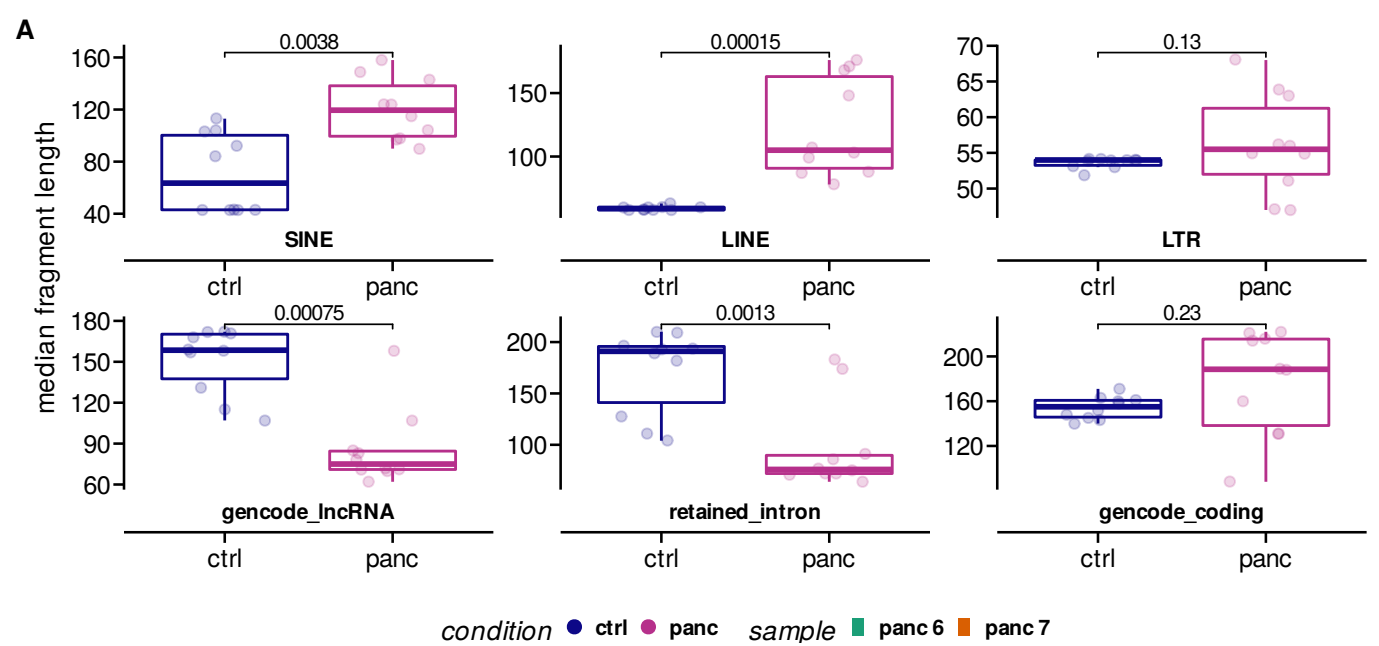 A
median fragment length
0.0038
160
120
80
40
SINE
ctrl panc
0.00015
150
100
LINE
ctrl panc
0.13
70
65
60
55
50
LTR
ctrl panc
0.00075
180
150
120
90
60
gencode_lncRNA
ctrl panc
0.0013
200
150
100
retained_intron
ctrl panc
0.23
200
160
120
gencode_coding
ctrl panc
condition ctrl panc sample panc 6 panc 7